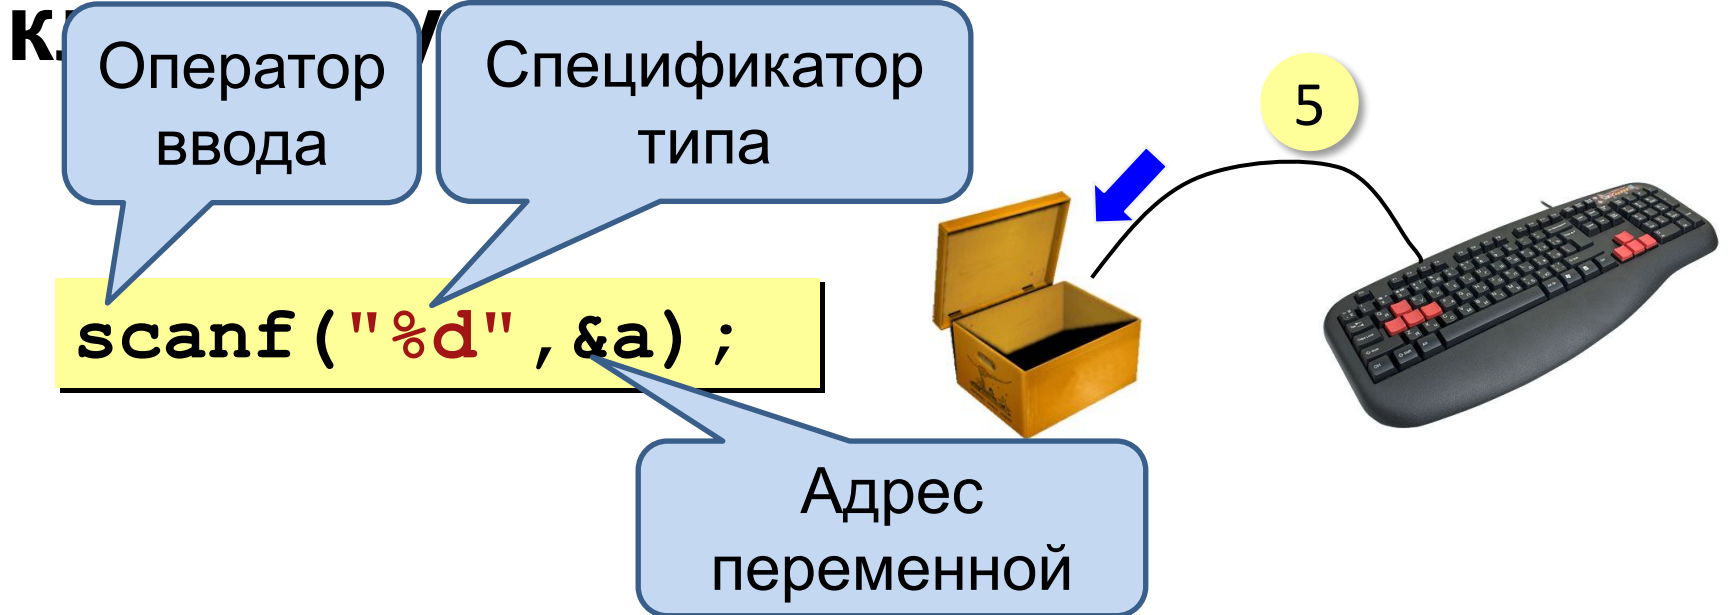 Оператор
ввода
Спецификатор
типа
5
scanf("%d",&a);
Адрес
переменной